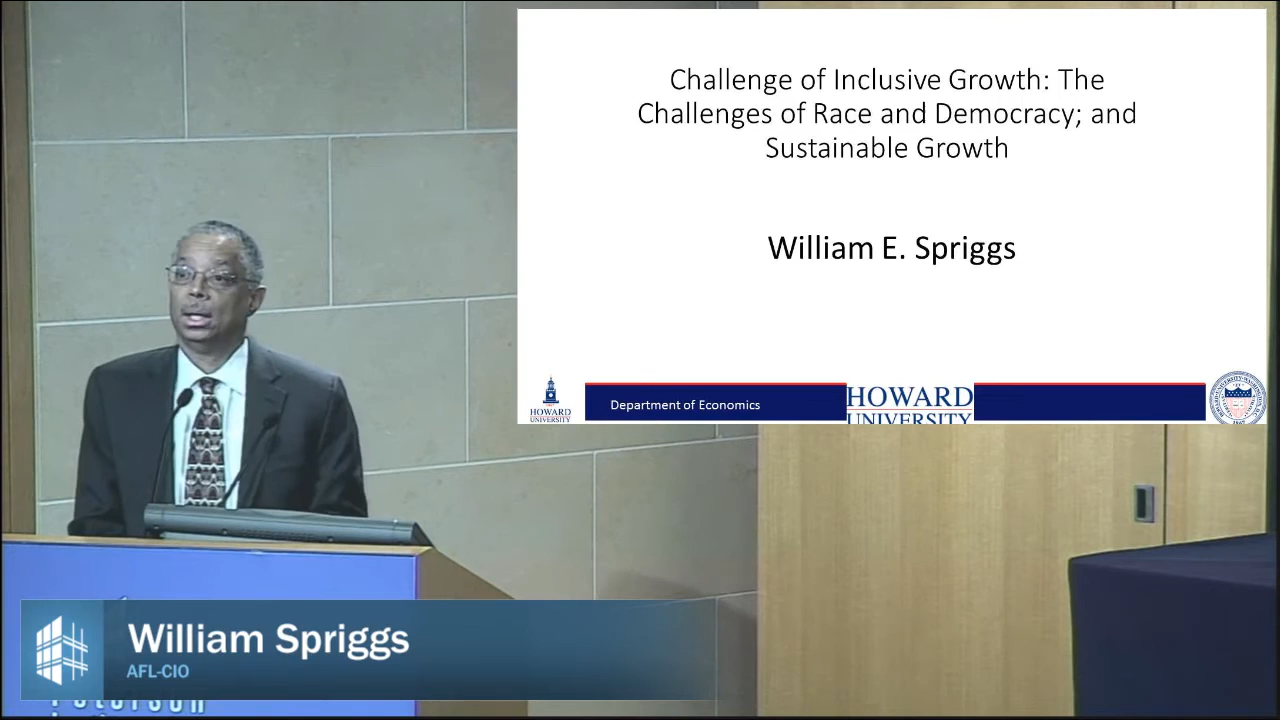 Challenge of Inclusive Growth: The
Challenges of Race and Democracy; and
Sustainable Growth
William E. Spriggs
HOWARD
UNIVERSITY
Department of Economics
HOWARD
UNIVERSITY
William Spriggs
AFL-CIO
Peterson